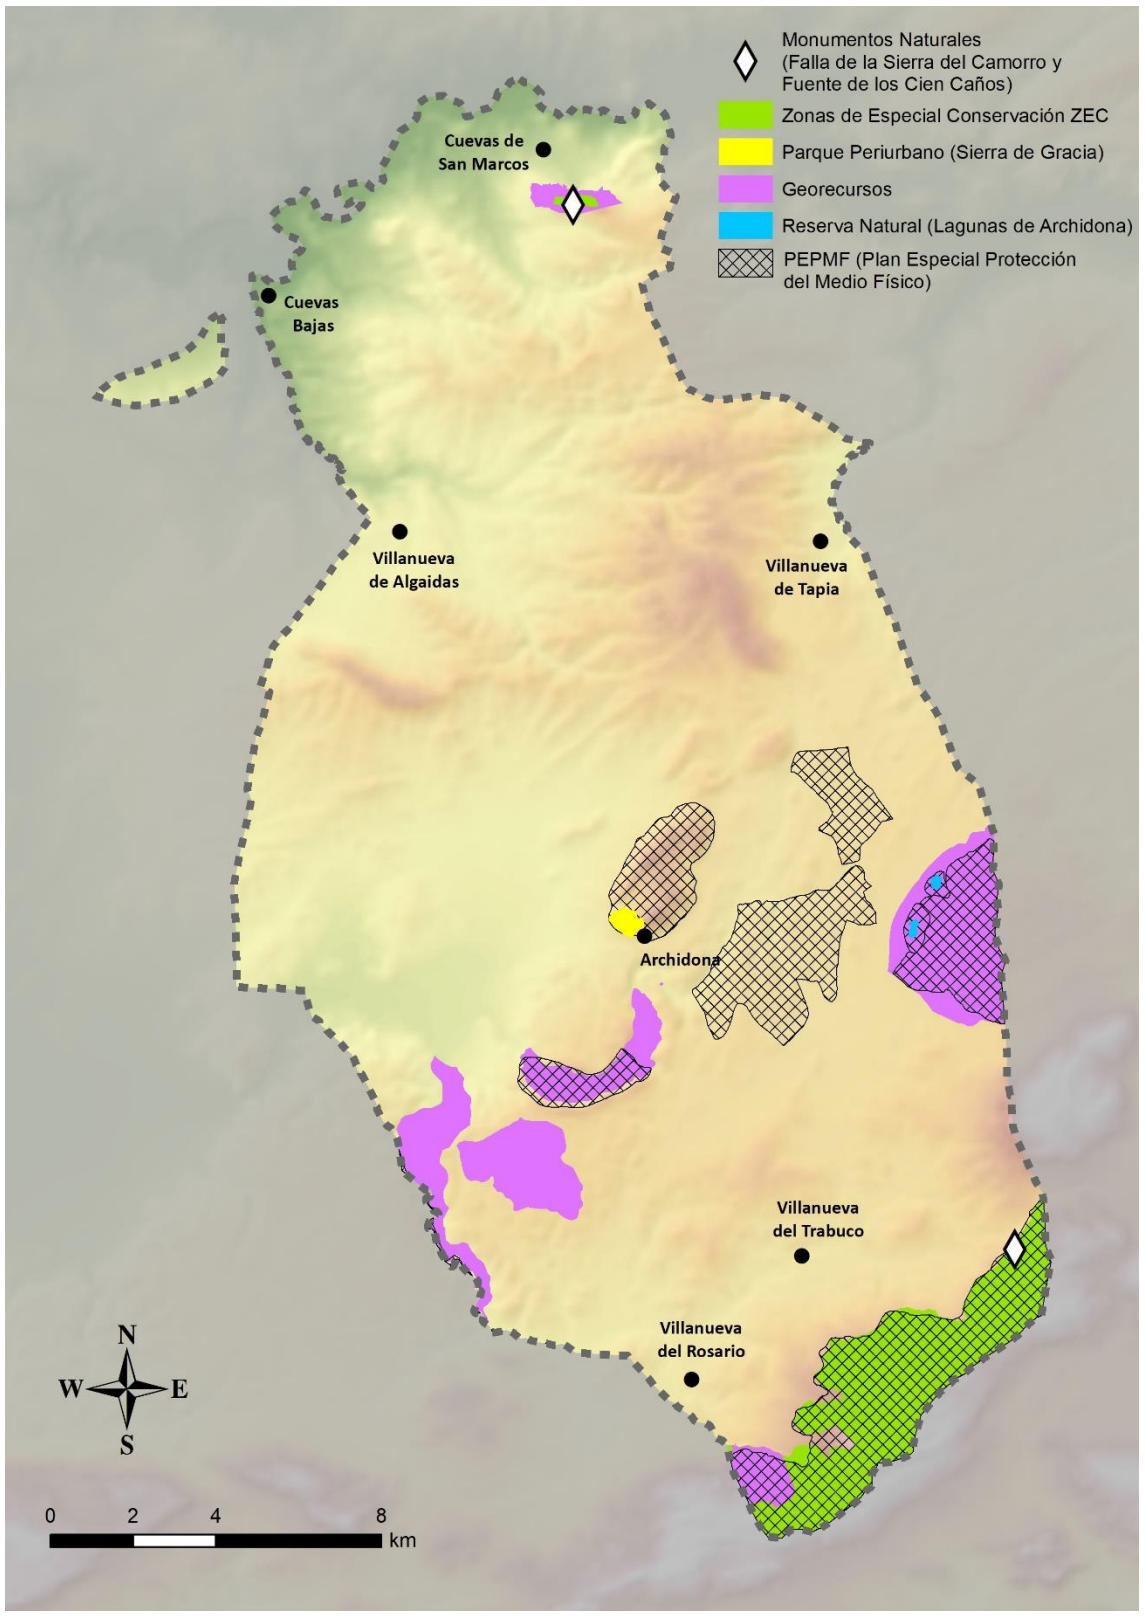 Monumentos Naturales
(Falla de la Sierra del Camorro y
Fuente de los Cien Caños)
Zonas de Especial Conservación ZEC
Parque Periurbano (Sierra de Gracia)
Georecursos
Reserva Natural (Lagunas de Archidona)
PEPMF (Plan Especial Protección
del Medio Físico)
Cuevas de
San Marcos
Cuevas
Bajas
Villanueva
de Algaidas
Villanueva
de Tapia
Archidona
Villanueva
del Trabuco
Villanueva
del Rosario
N
W E
S
0 2 4 8
km